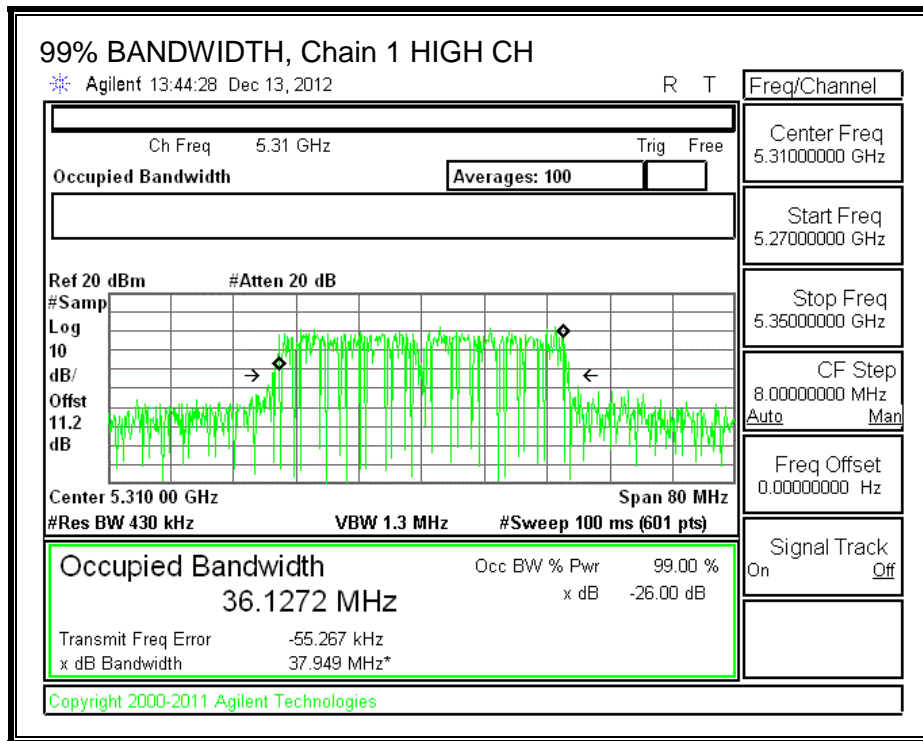 99% BANDWIDTH, Chain 1 HIGH CH
Agilent 13:44:28 Dec 13, 2012 R T
Freq/Channel
Ch Freq 5.31 GHz Trig Free
Occupied Bandwidth Averages: 100
Center Freq
5.31000000 GHz
Start Freq
5.27000000 GHz
Stop Freq
5.35000000 GHz
CF Step
8.00000000 MHz
Auto Man
Freq Offset
0.00000000 Hz
Signal Track
On Off
Ref 20 dBm #Atten 20 dB
#Samp
Log
10
dB/
Offst
11.2
dB
Center 5.310 00 GHz Span 80 MHz
#Res BW 430 kHz VBW 1.3 MHz #Sweep 100 ms (601 pts)
Occupied Bandwidth Occ BW % Pwr 99.00 %
36.1272 MHz x dB -26.00 dB
Transmit Freq Error -55.267 kHz
x dB Bandwidth 37.949 MHz*
Copyright 2000-2011 Agilent Technologies